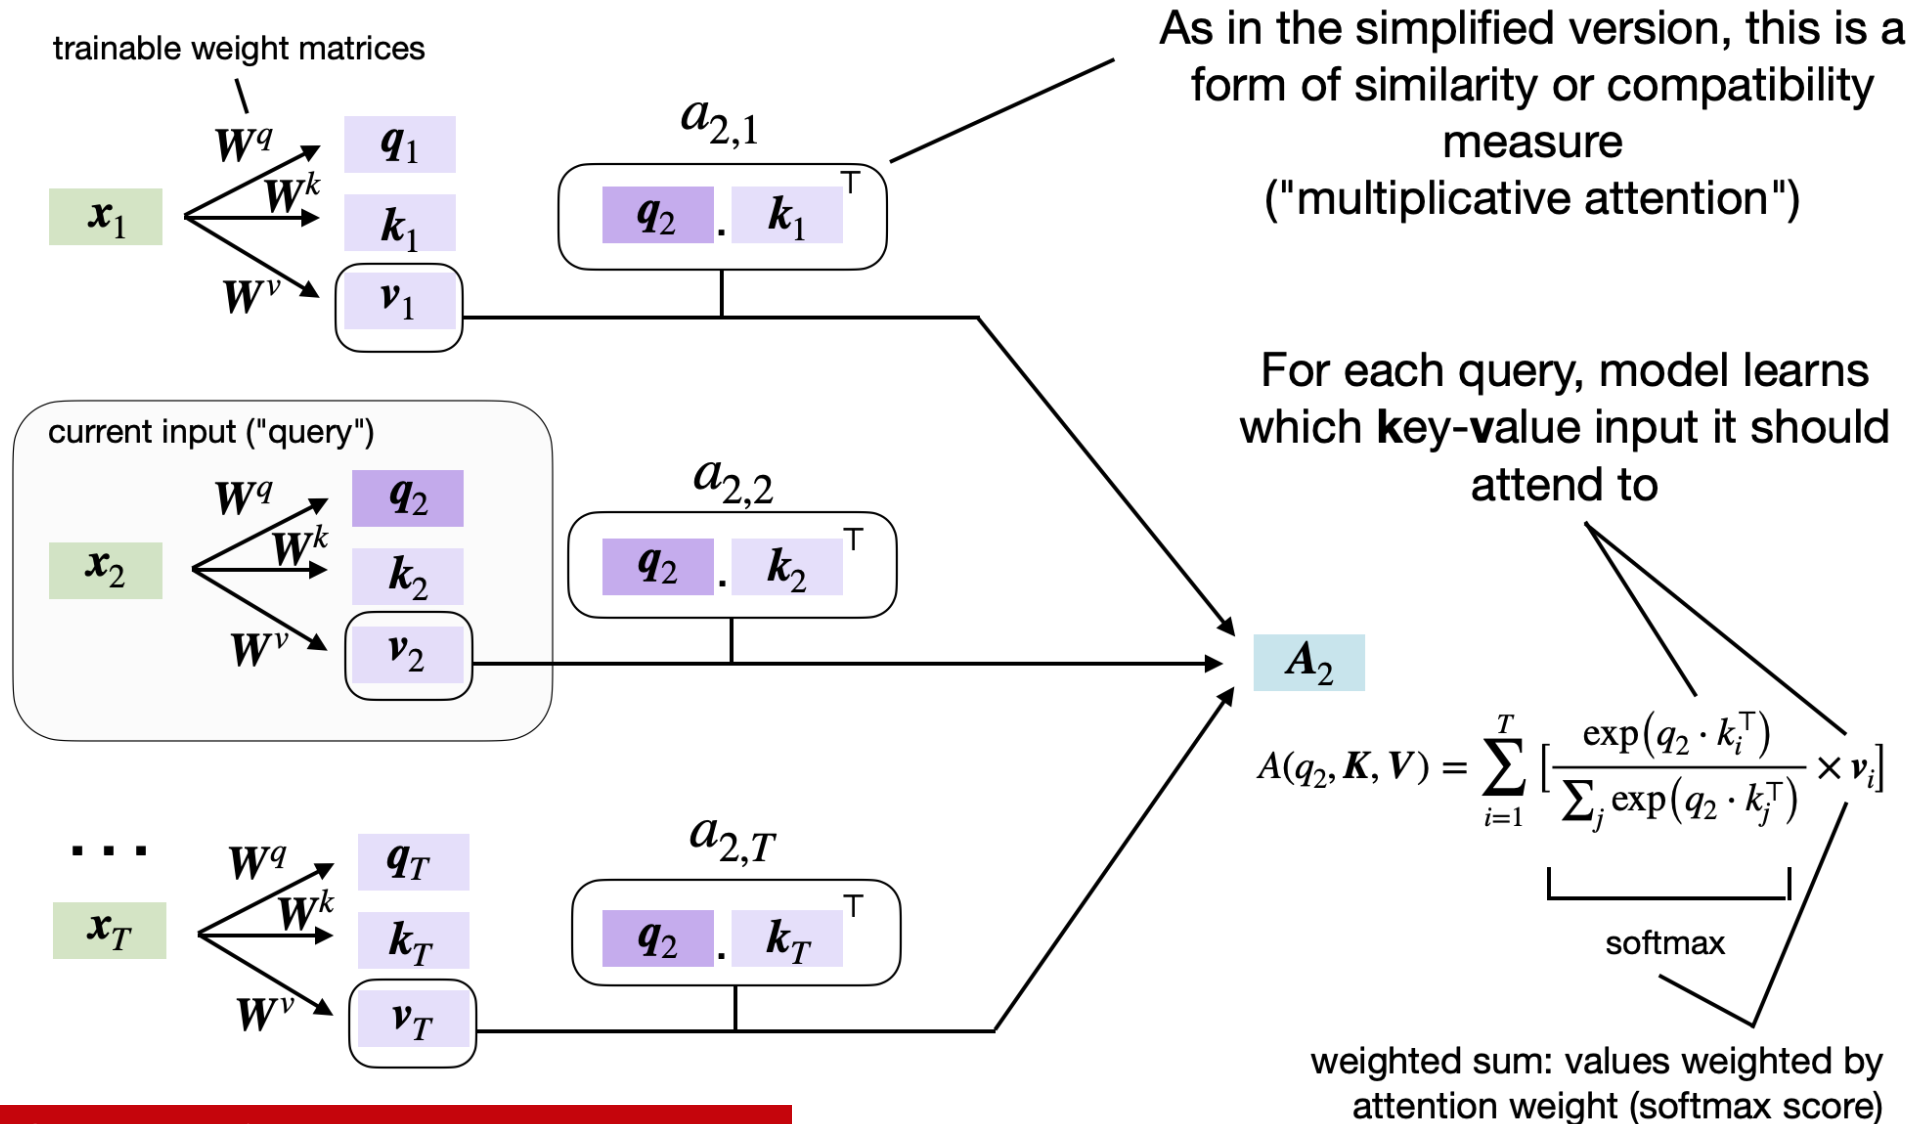 trainable weight matrices
As in the simplified version, this is a
form of similarity or compatibility
measure
("multiplicative attention")
W^q
W^k
W^v
x_1
q_1
k_1
v_1
a_{2,1}
q_2 . k_1^⊤
For each query, model learns
which key-value input it should
attend to
current input ("query")
W^q
W^k
W^v
x_2
q_2
k_2
v_2
a_{2,2}
q_2 . k_2^⊤
A_2
A(q_2, K, V) = \sum_{i=1}^{T} [ \frac{exp(q_2 · k_i^⊤)}{\sum_j exp(q_2 · k_j^⊤)} × v_i]
softmax
...
W^q
W^k
W^v
x_T
q_T
k_T
v_T
a_{2,T}
q_2 . k_T^⊤
weighted sum: values weighted by
attention weight (softmax score)